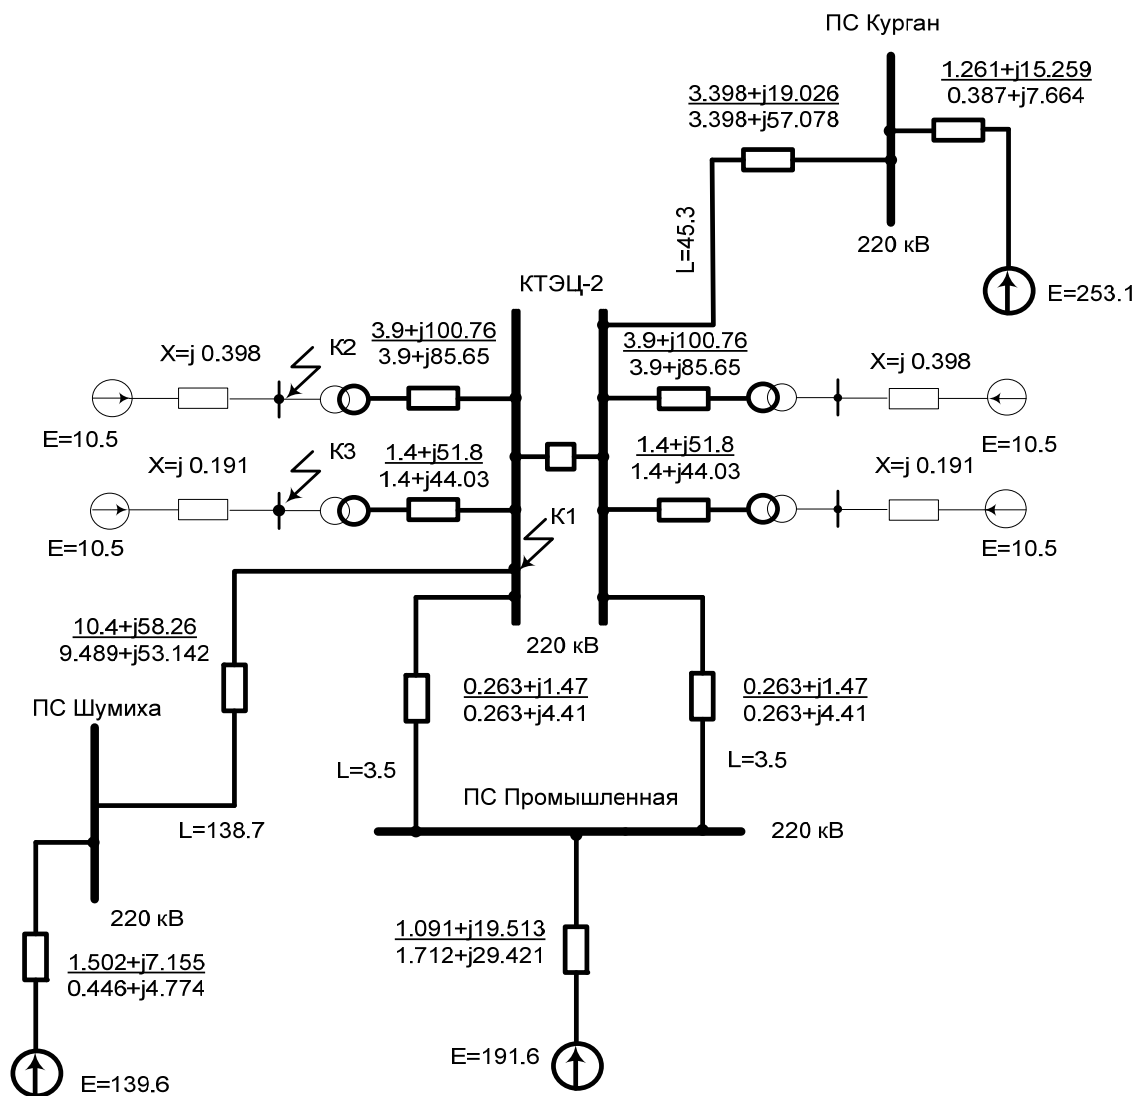 ПС Курган
1.261+j15.259
0.387+j7.664
3.398+j19.026
3.398+j57.078
L=45.3
220 кВ
E=253.1
КТЭЦ-2
3.9+j100.76
3.9+j85.65
3.9+j100.76
3.9+j85.65
X=j 0.398
К2
X=j 0.398
E=10.5
E=10.5
X=j 0.191
К3
1.4+j51.8
1.4+j44.03
1.4+j51.8
1.4+j44.03
X=j 0.191
E=10.5
E=10.5
К1
10.4+j58.26
9.489+j53.142
220 кВ
ПС Шумиха
0.263+j1.47
0.263+j4.41
0.263+j1.47
0.263+j4.41
L=3.5
L=3.5
ПС Промышленная
L=138.7
220 кВ
220 кВ
1.502+j7.155
0.446+j4.774
1.091+j19.513
1.712+j29.421
E=191.6
E=139.6